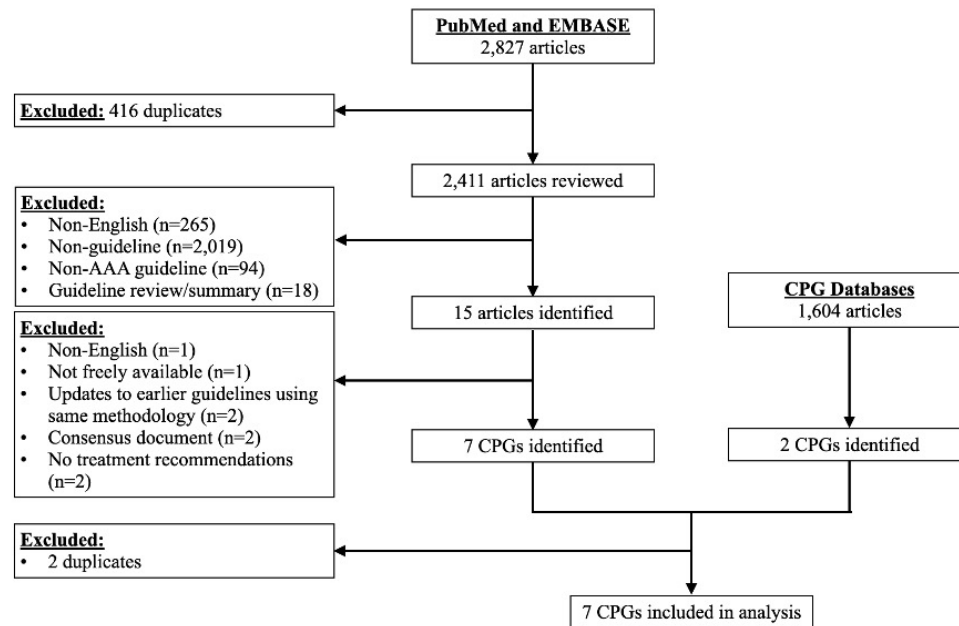 PubMed and EMBASE
2,827 articles
Excluded: 416 duplicates
2,411 articles reviewed
Excluded:
• Non-English (n=265)
• Non-guideline (n=2,019)
• Non-AAA guideline (n=94)
• Guideline review/summary (n=18)
15 articles identified
CPG Databases
1,604 articles
Excluded:
• Non-English (n=1)
• Not freely available (n=1)
• Updates to earlier guidelines using
same methodology (n=2)
• Consensus document (n=2)
• No treatment recommendations
(n=2)
7 CPGs identified
2 CPGs identified
Excluded:
• 2 duplicates
7 CPGs included in analysis